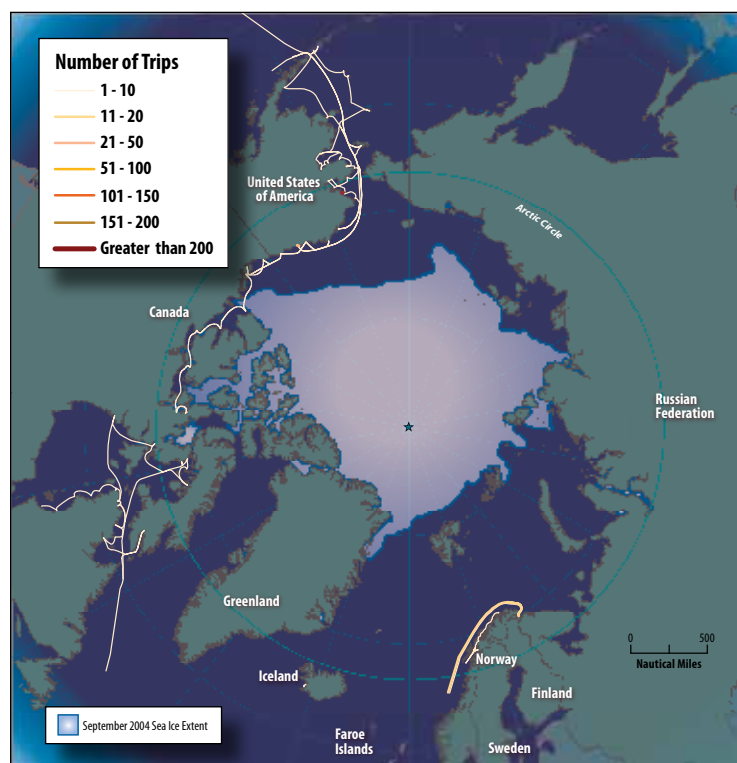 Number of Trips
1 - 10
11 - 20
21 - 50
51 - 100
101 - 150
151 - 200
Greater than 200
United States
of America
Arctic Circle
Canada
Russian
Federation
Greenland
Iceland
Norway
Finland
Sweden
Faroe
Islands
0 500
Nautical Miles
September 2004 Sea Ice Extent